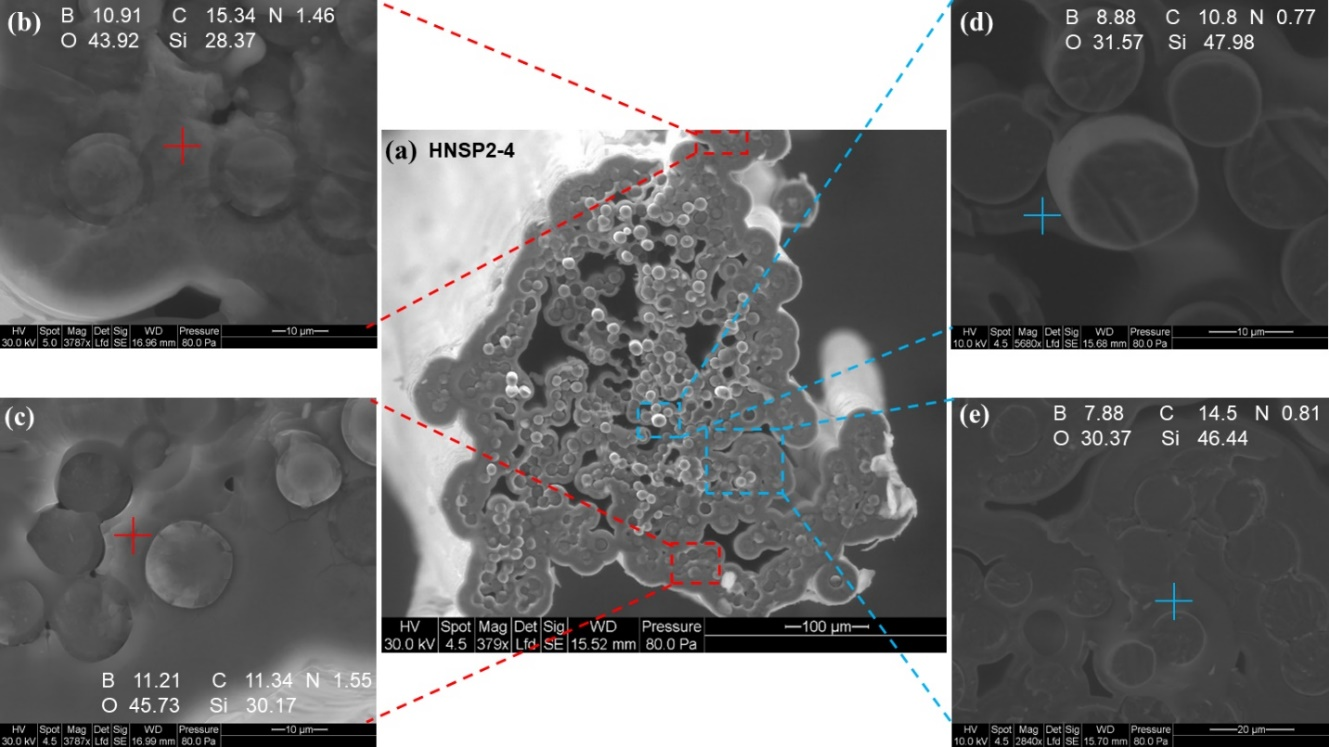 (b) B 10.91 C 15.34 N 1.46
O 43.92 Si 28.37
HV Spot Mag Det Sig WD Pressure
30.0 kV 5.0 3787x Lfd SE 16.96 mm 80.0 Pa 10 µm
(a) HNSP2-4
HV Spot Mag Det Sig WD Pressure 100 µm
30.0 kV 4.5 379x Lfd SE 15.52 mm 80.0 Pa
(c)
B 11.21 C 11.34 N 1.55
O 45.73 Si 30.17
HV Spot Mag Det Sig WD Pressure
30.0 kV 4.5 3787x Lfd SE 16.99 mm 80.0 Pa 10 µm
(d) B 8.88 C 10.8 N 0.77
O 31.57 Si 47.98
HV Spot Mag Det Sig WD Pressure 10 µm
10.0 kV 4.5 5680x Lfd SE 15.68 mm 80.0 Pa
(e) B 7.88 C 14.5 N 0.81
O 30.37 Si 46.44
HV Spot Mag Det Sig WD Pressure 20 µm
10.0 kV 4.5 2840x Lfd SE 15.70 mm 80.0 Pa